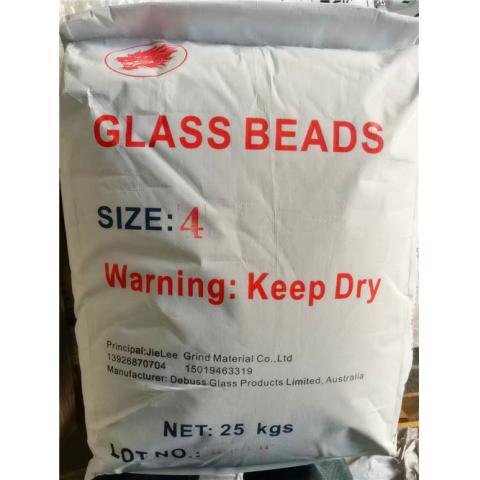 GLASS BEADS
SIZE: 4
Warning: Keep Dry
Principal:JieLee Grind Material Co.,Ltd
13926870704 15019463319
Manufacturer: Debuss Glass Products Limited, Australia
NET: 25 kgs
LOT NO.: